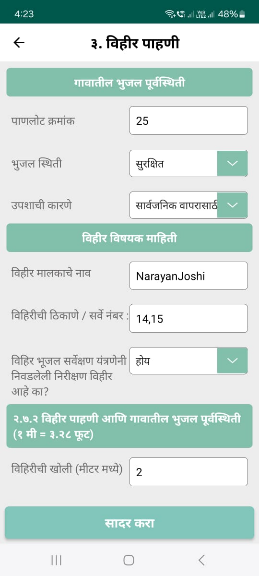 4:23
48%
३. विहीर पाहणी
गावातील भुजल पूर्वस्थिती
पाणलोट क्रमांक
25
भुजल स्थिती
सुरक्षित
उपशाची कारणे
सार्वजनिक वापरासाठी
विहीर विषयक माहिती
विहीर मालकाचे नाव
NarayanJoshi
विहिरीची ठिकाणे / सर्वे नंबर :
14,15
विहिर भूजल सर्वेक्षण यंत्रणेनी
निवडलेली निरीक्षण विहीर
आहे का?
होय
२.७.२ विहीर पाहणी आणि गावातील भुजल पूर्वस्थिती
(१ मी = ३.२८ फूट)
विहिरीची खोली (मीटर मध्ये)
2
सादर करा